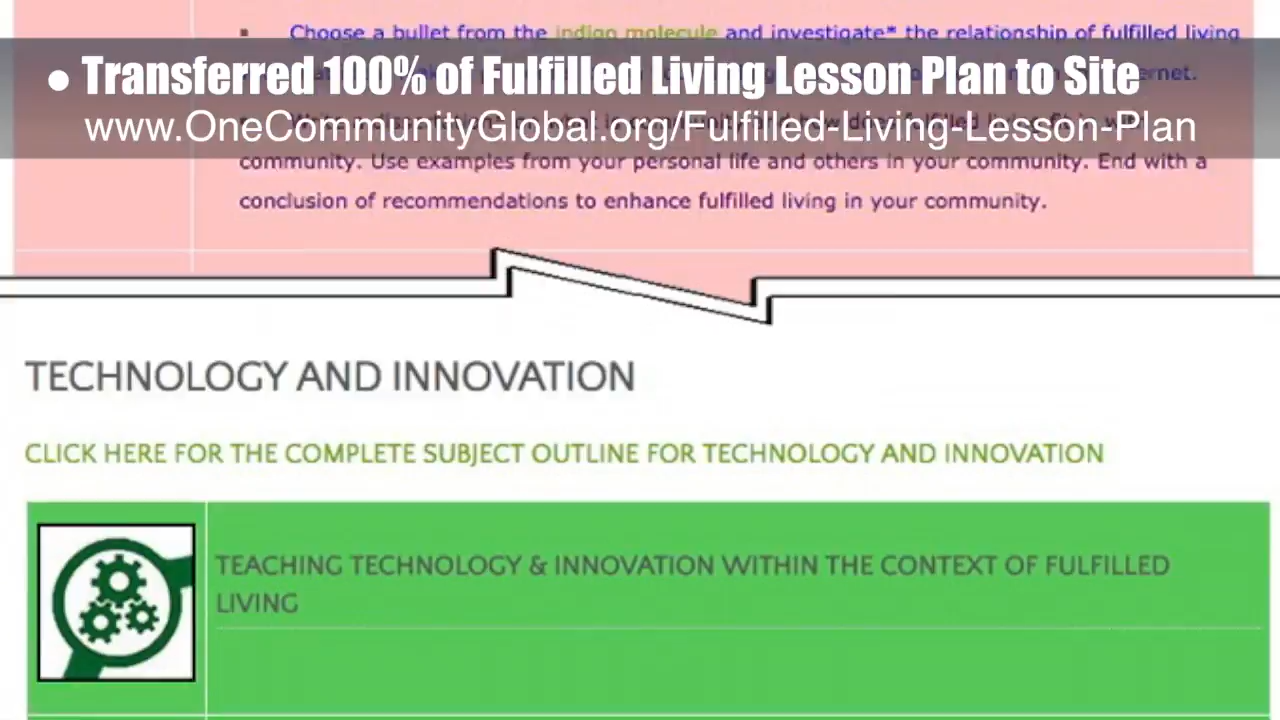 Choose a bullet from the indigo molecule and investigate* the relationship of fulfilled living
● Transferred 100% of Fulfilled Living Lesson Plan to Site
www.OneCommunityGlobal.org/Fulfilled-Living-Lesson-Plan
community. Use examples from your personal life and others in your community. End with a
conclusion of recommendations to enhance fulfilled living in your community.
TECHNOLOGY AND INNOVATION
CLICK HERE FOR THE COMPLETE SUBJECT OUTLINE FOR TECHNOLOGY AND INNOVATION
TEACHING TECHNOLOGY & INNOVATION WITHIN THE CONTEXT OF FULFILLED
LIVING